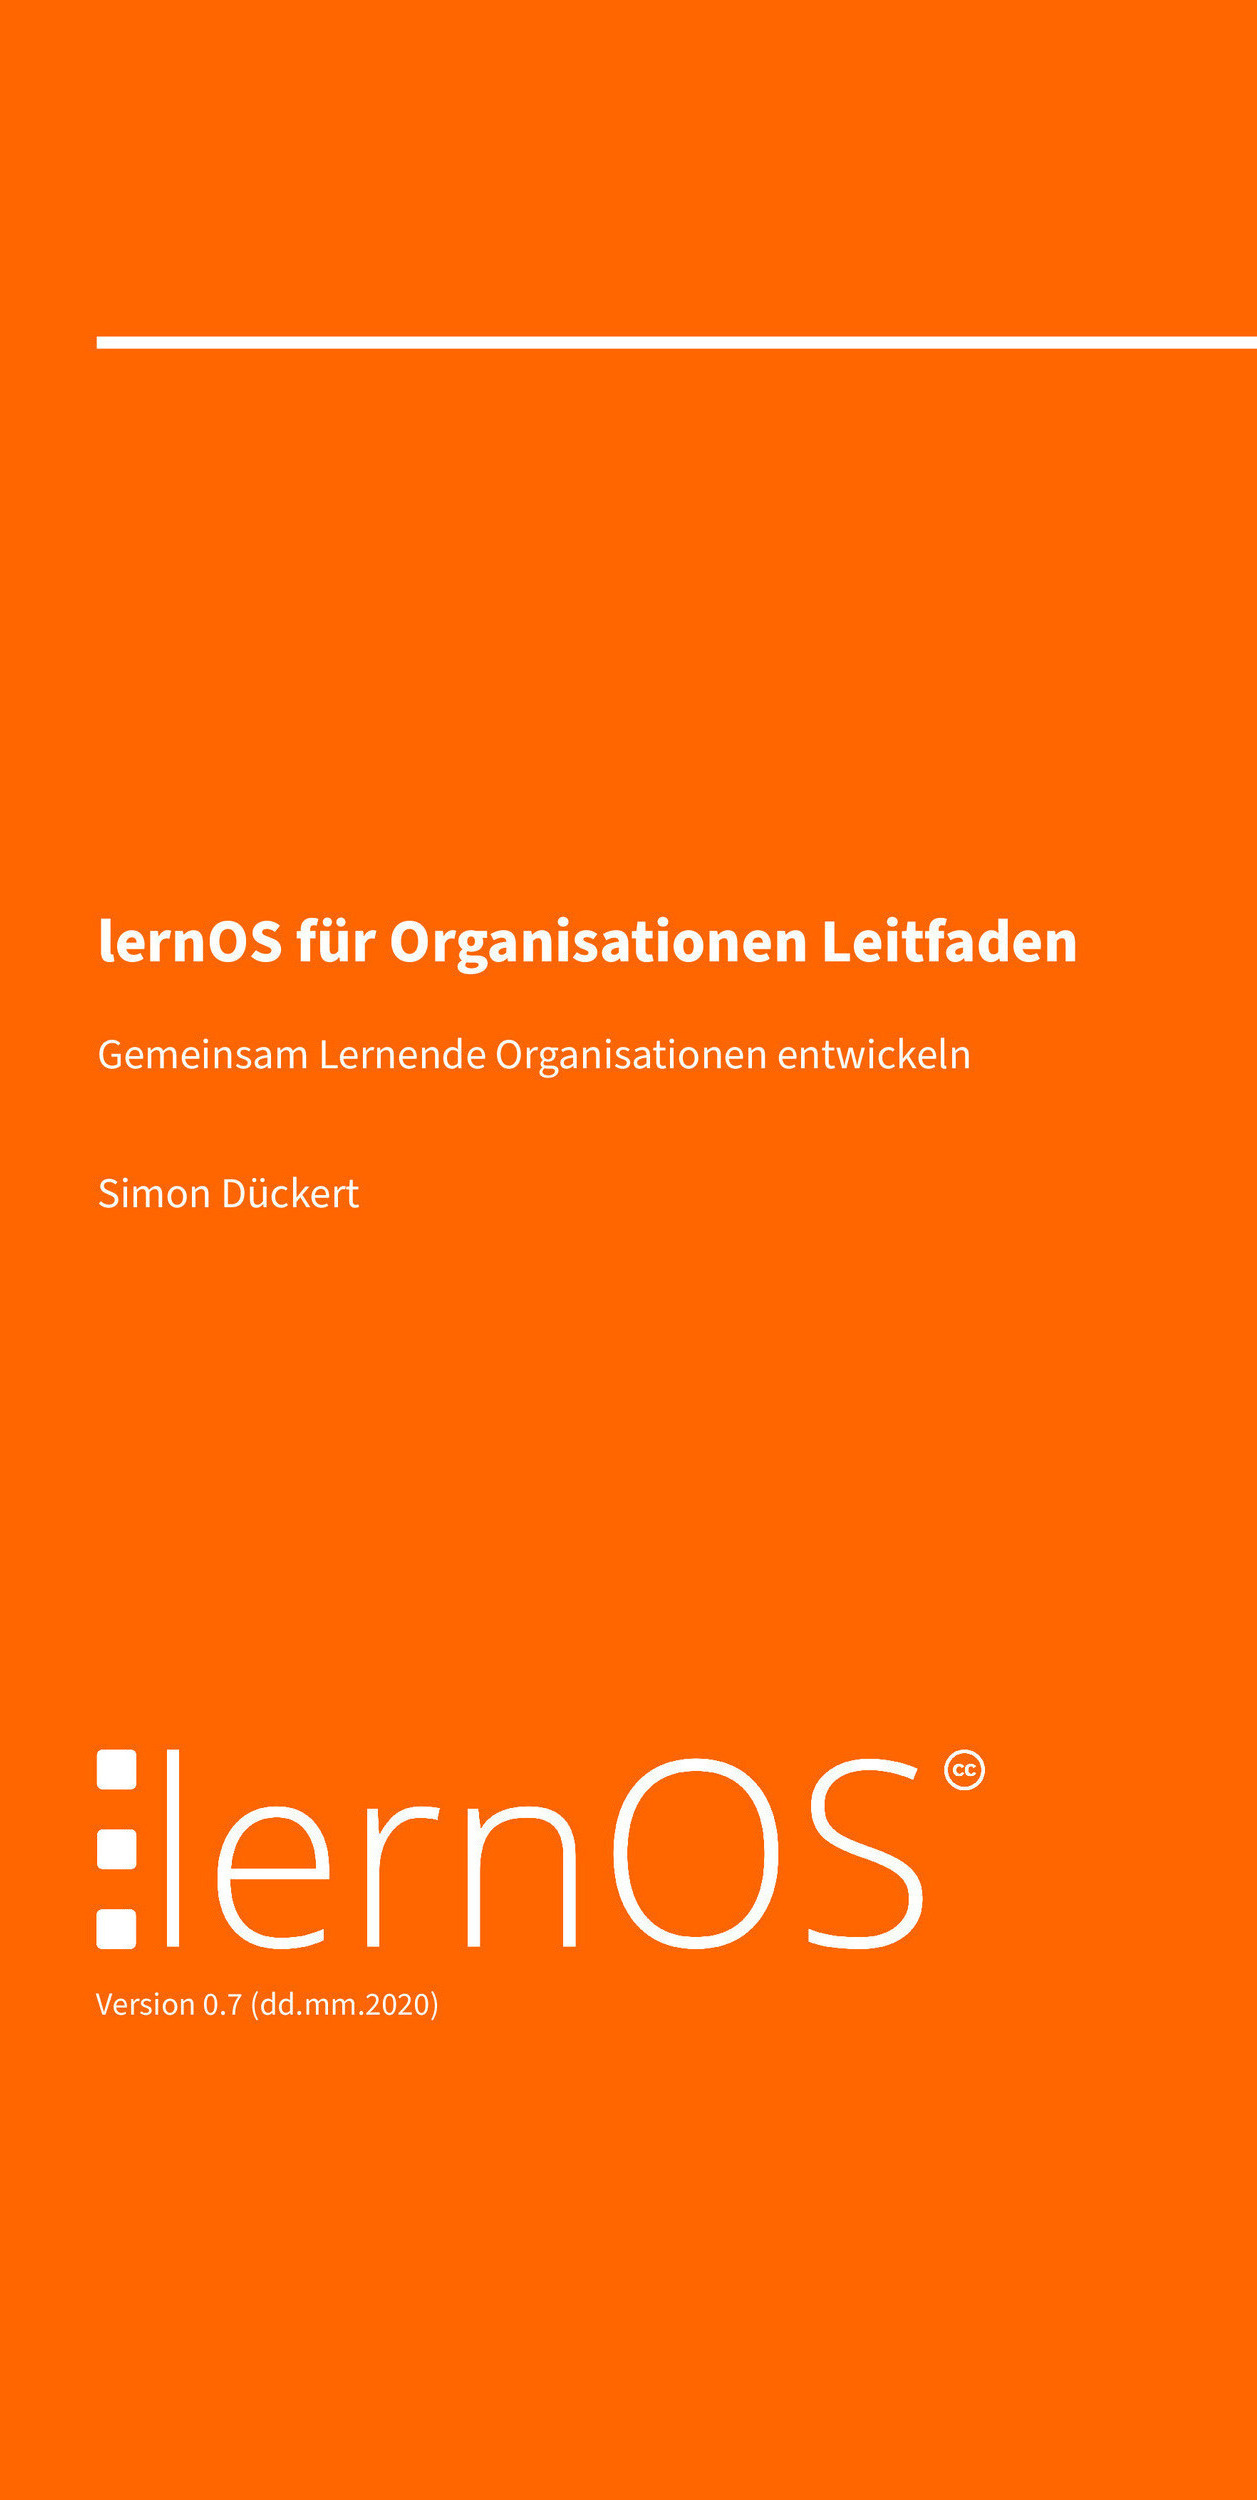 lernOS für Organisationen Leitfaden
Gemeinsam Lernende Organisationen entwickeln
Simon Dückert
lernOS cc
Version 0.7 (dd.mm.2020)